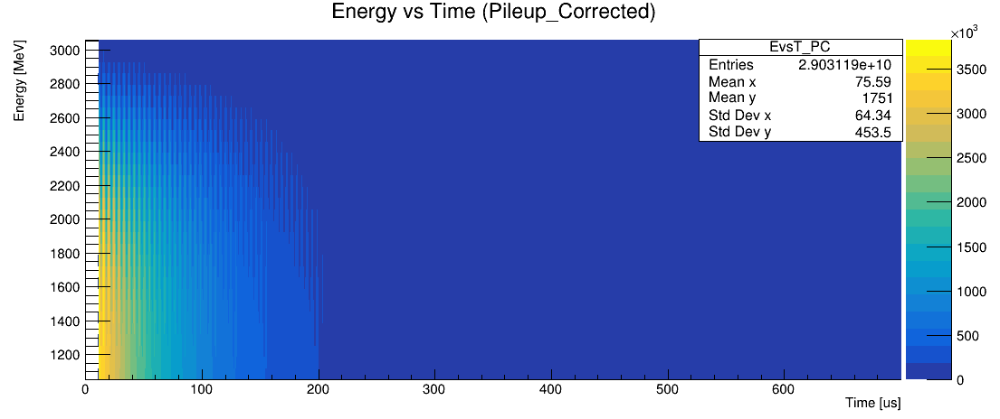 Energy vs Time (Pileup_Corrected)
Energy [MeV]
3000
2800
2600
2400
2200
2000
1800
1600
1400
1200
0
100
200
300
400
500
600
Time [us]
EvsT_PC
Entries 2.903119e+10
Mean x 75.59
Mean y 1751
Std Dev x 64.34
Std Dev y 453.5
×10³
3500
3000
2500
2000
1500
1000
500
0